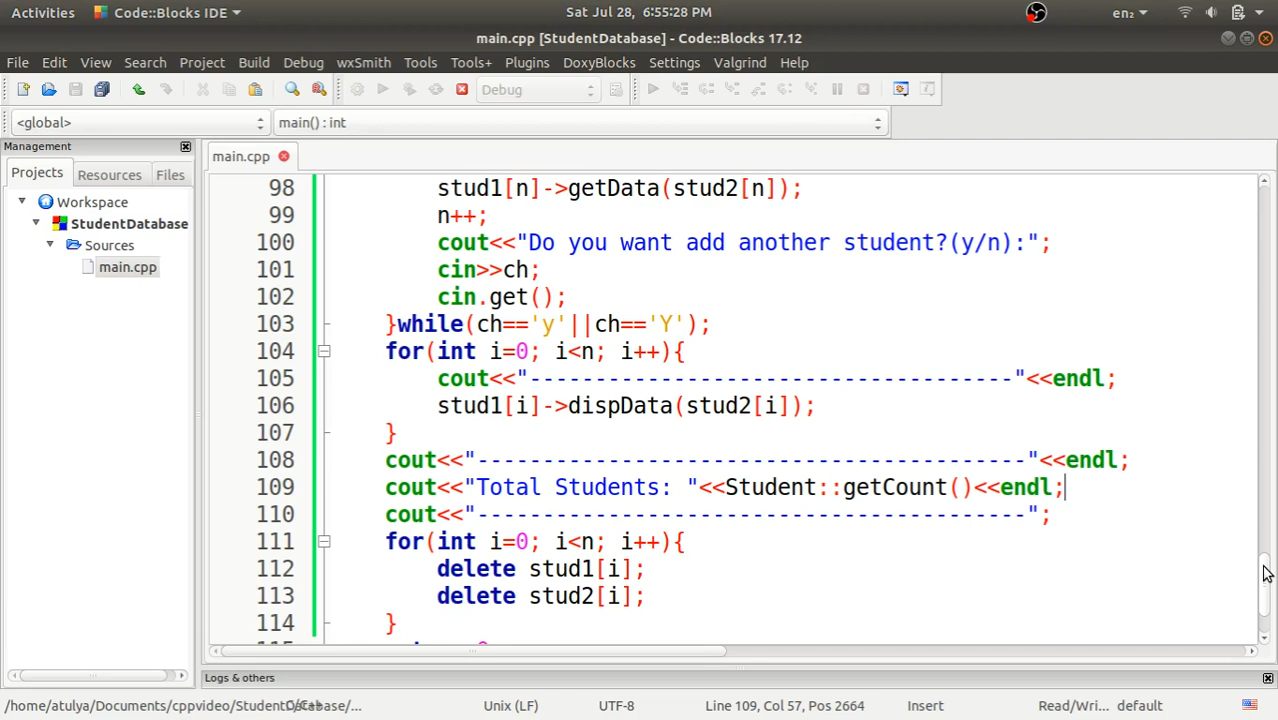 Activities Code::Blocks IDE Sat Jul 28, 6:55:28 PM en₂
main.cpp [StudentDatabase] - Code::Blocks 17.12
File Edit View Search Project Build Debug wxSmith Tools Tools+ Plugins DoxyBlocks Settings Valgrind Help
Debug
<global> main() : int
Management
Projects Resources Files
main.cpp
Workspace
StudentDatabase
Sources
main.cpp
98 stud1[n]->getData(stud2[n]);
99 n++;
100 cout<<"Do you want add another student?(y/n):";
101 cin>>ch;
102 cin.get();
103 }while(ch=='y'||ch=='Y');
104 for(int i=0; i<n; i++){
105 cout<<"-------------------------------------"<<endl;
106 stud1[i]->dispData(stud2[i]);
107 }
108 cout<<"------------------------------------------"<<endl;
109 cout<<"Total Students: "<<Student::getCount()<<endl;
110 cout<<"------------------------------------------";
111 for(int i=0; i<n; i++){
112 delete stud1[i];
113 delete stud2[i];
114 }
Logs & others
/home/atulya/Documents/cppvideo/StudentDatabase/... Unix (LF) UTF-8 Line 109, Col 57, Pos 2664 Insert Read/Wri... default